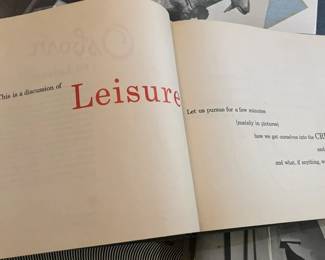 This is a discussion of
Leisure
Let us pursue for a few minutes
(mainly in pictures)
how we get ourselves into the
and
and what, if anything,